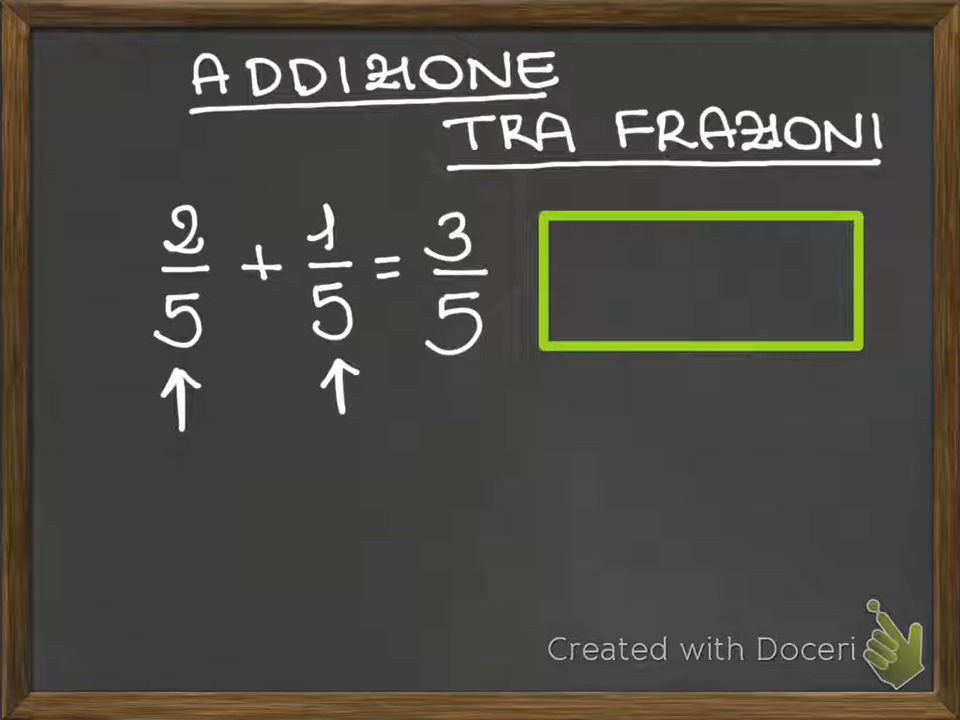 ADDIZIONE
TRA FRAZIONI
2/5 + 1/5 = 3/5
Created with Doceri